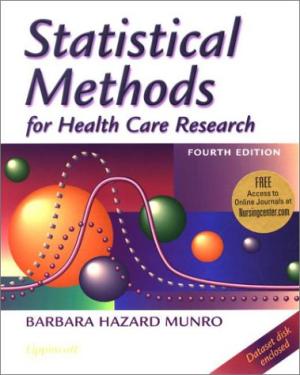 Statistical
Methods
for Health Care Research
FOURTH EDITION
FREE
Access to
Online Journals at
Nursingcenter.com
BARBARA HAZARD MUNRO
Lippincott
Dataset disk
enclosed